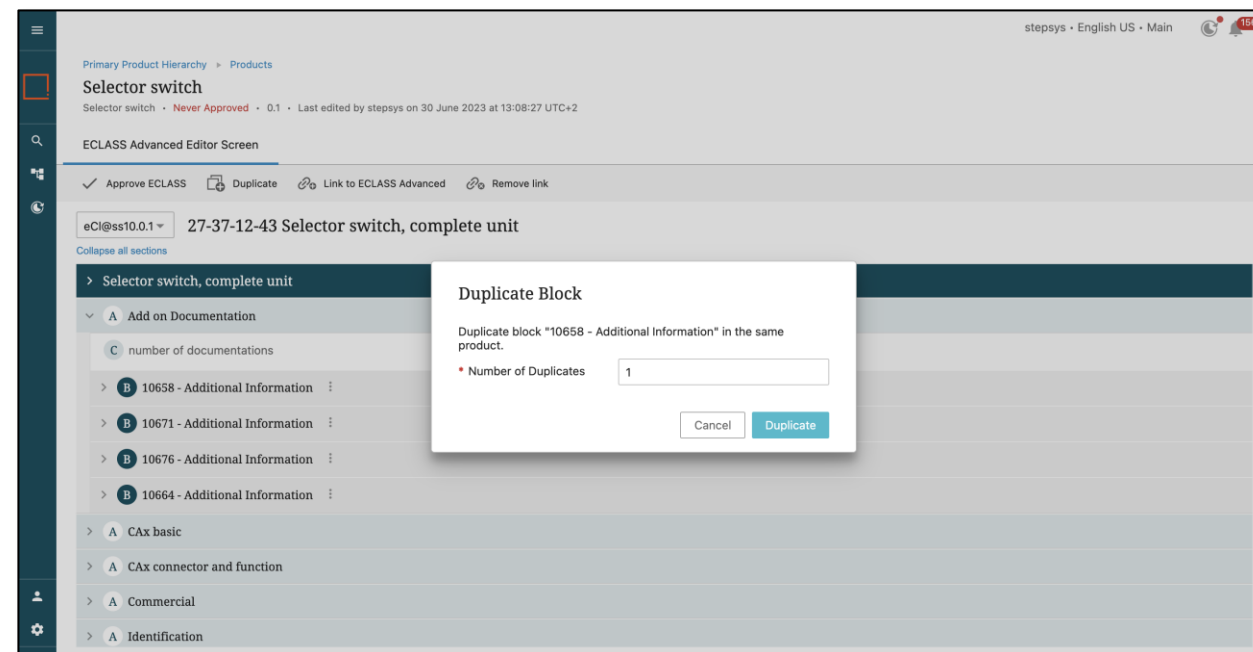 stepsys • English US • Main
Primary Product Hierarchy ▸ Products
Selector switch
Selector switch • Never Approved • 0.1 • Last edited by stepsys on 30 June 2023 at 13:08:27 UTC+2
ECLASS Advanced Editor Screen
Approve ECLASS Duplicate Link to ECLASS Advanced Remove link
eCl@ss10.0.1 27-37-12-43 Selector switch, complete unit
Collapse all sections
Selector switch, complete unit
A Add on Documentation
C number of documentations
B 10658 - Additional Information
B 10671 - Additional Information
B 10676 - Additional Information
B 10664 - Additional Information
A CAx basic
A CAx connector and function
A Commercial
A Identification
Duplicate Block
Duplicate block "10658 - Additional Information" in the same
product.
* Number of Duplicates 1
Cancel Duplicate